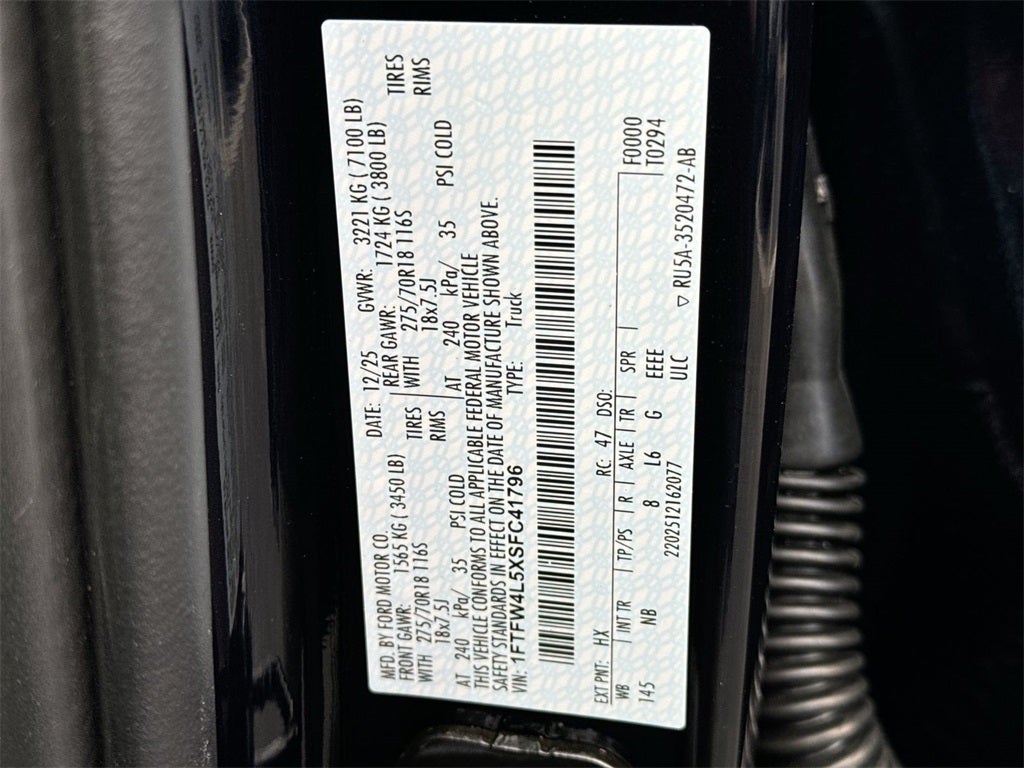 MFD. BY FORD MOTOR CO. DATE: 12/25 GVWR: 3221 KG ( 7100 LB)
FRONT GAWR: 1565 KG ( 3450 LB) REAR GAWR: 1724 KG ( 3800 LB)
WITH 275/70R18 116S TIRES WITH 275/70R18 116S TIRES
18x7.5J RIMS 18x7.5J RIMS
AT 240 kPa/ 35 PSI COLD AT 240 kPa/ 35 PSI COLD
THIS VEHICLE CONFORMS TO ALL APPLICABLE FEDERAL MOTOR VEHICLE
SAFETY STANDARDS IN EFFECT ON THE DATE OF MANUFACTURE SHOWN ABOVE.
VIN: 1FTFW4L5XSFC41796 TYPE: Truck
EXT PNT: HX RC: 47 DSO: F0000
WB INT TR TP/PS R AXLE TR SPR T0294
145 NB 8 L6 G EEEE
2202512162077 ULC ▽ RU5A-3520472-AB